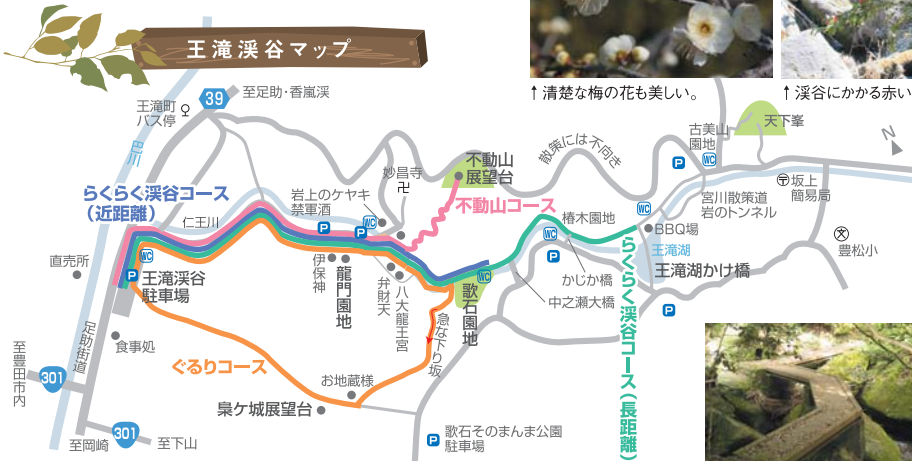 王滝渓谷マップ
↑清楚な梅の花も美しい。
↑渓谷にかかる赤い
39
至足助・香嵐渓
王滝町
バス停
巴川
らくらく渓谷コース
(近距離)
仁王川
岩上のケヤキ
禁軍酒
WC
P
P
妙昌寺
卍
不動山
展望台
不動山コース
散策には不向き
古美山
園地
P
WC
天下峯
N
坂上
簡易局
宮川散策道
岩のトンネル
文
豊松小
椿木園地
WC
WC
BBQ場
王滝湖
王滝湖かけ橋
P
かじか橋
中之瀬大橋
P
らくらく渓谷コース(長距離)
直売所
P
WC
王滝渓谷
駐車場
伊保神
龍門園地
弁財天
八大龍王宮
WC
歌石園地
急な下り坂
足助街道
食事処
ぐるりコース
お地蔵様
梟ケ城展望台
至豊田市内
301
至岡崎
301
至下山
P
歌石そのまんま公園
駐車場